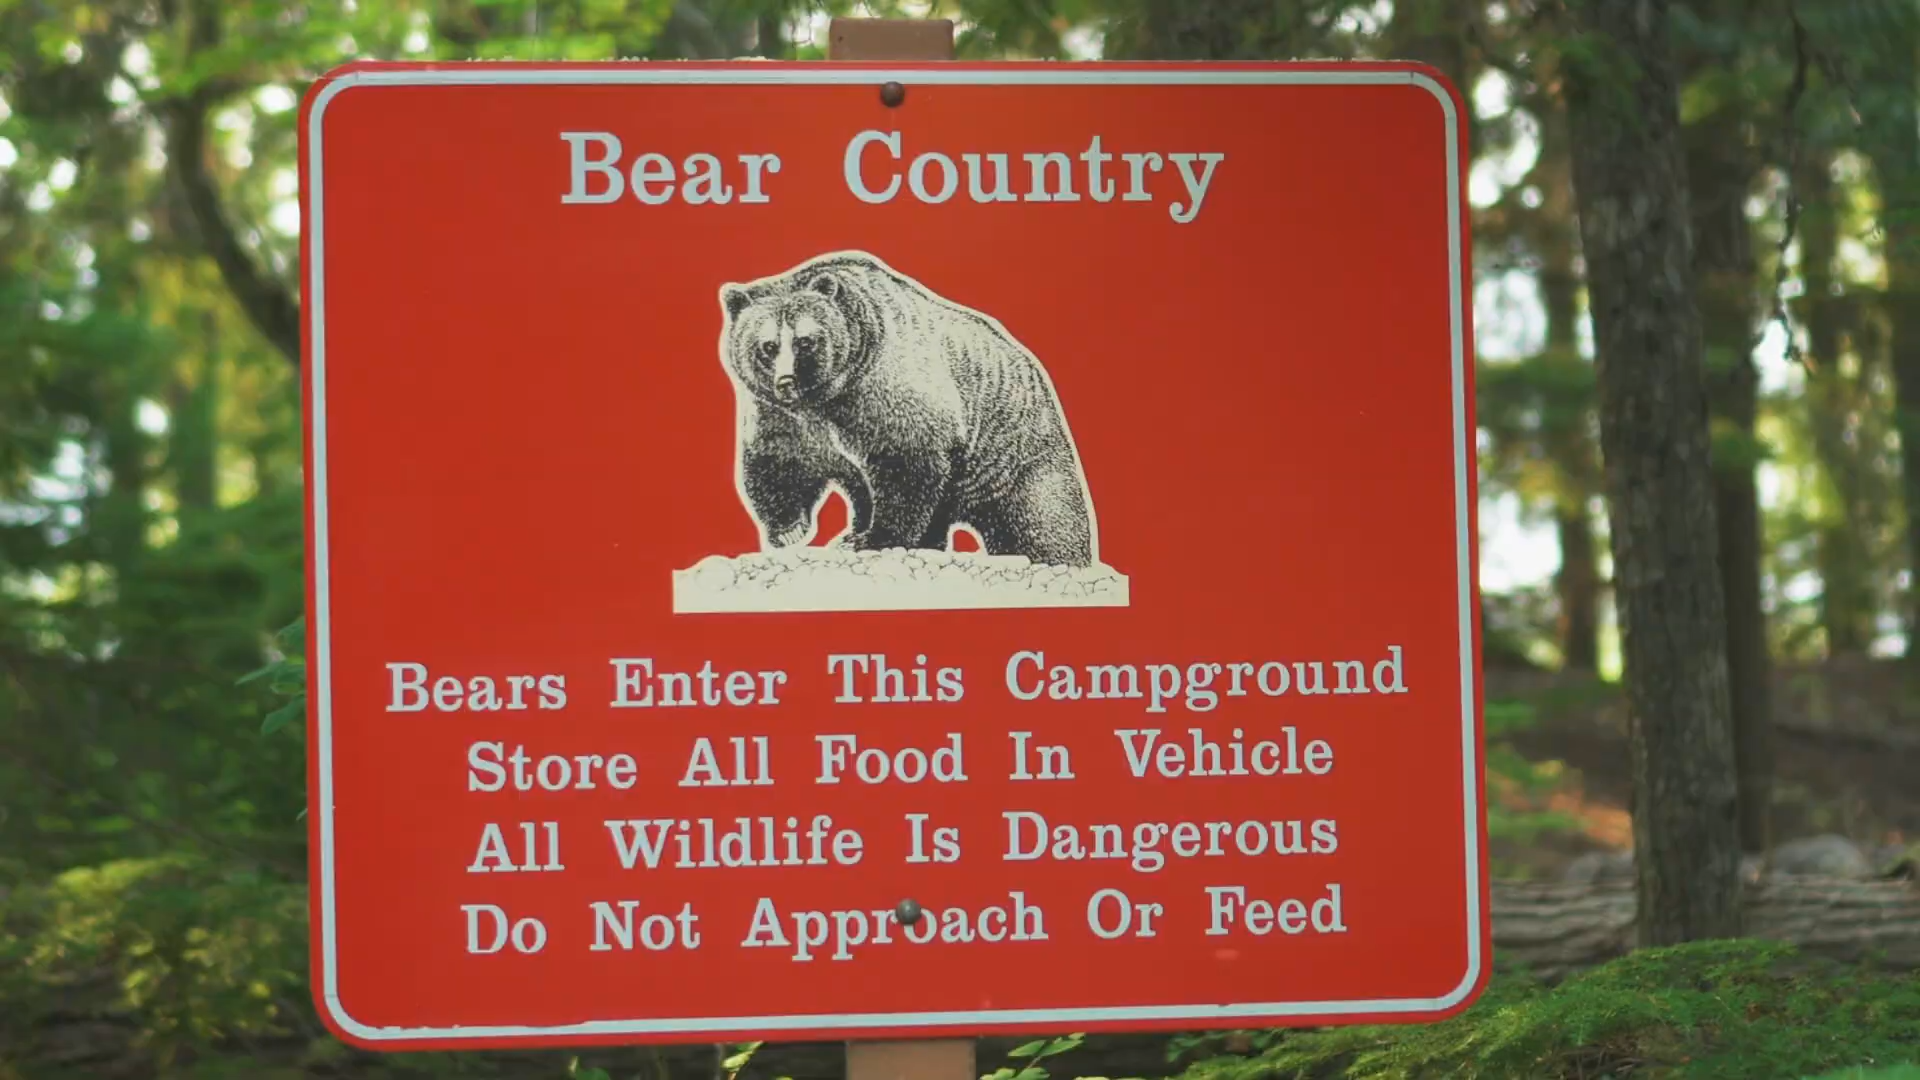 Bear Country
Bears Enter This Campground
Store All Food In Vehicle
All Wildlife Is Dangerous
Do Not Approach Or Feed